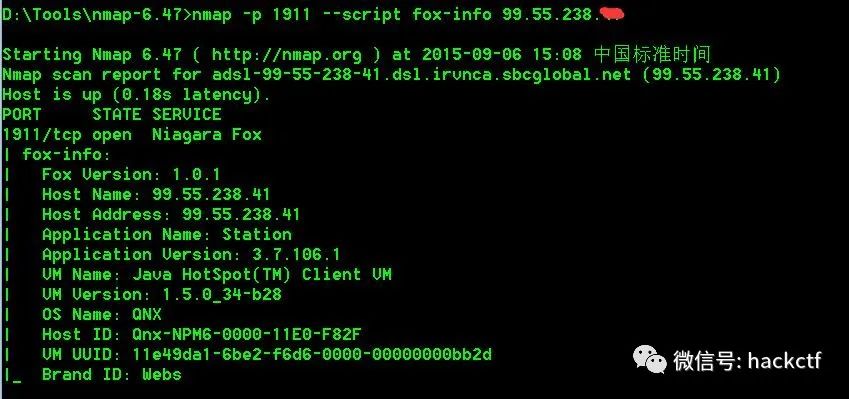 D:\Tools\nmap-6.47>nmap -p 1911 --script fox-info 99.55.238.
Starting Nmap 6.47 ( http://nmap.org ) at 2015-09-06 15:08 中国标准时间
Nmap scan report for adsl-99-55-238-41.dsl.irvnca.sbcglobal.net (99.55.238.41)
Host is up (0.18s latency).
PORT     STATE SERVICE
1911/tcp open  Niagara Fox
| fox-info:
|   Fox Version: 1.0.1
|   Host Name: 99.55.238.41
|   Host Address: 99.55.238.41
|   Application Name: Station
|   Application Version: 3.7.106.1
|   VM Name: Java HotSpot(TM) Client VM
|   VM Version: 1.5.0_34-b28
|   OS Name: QNX
|   Host ID: Qnx-NPM6-0000-11E0-F82F
|   VM UUID: 11e49da1-6be2-f6d6-0000-00000000bb2d
|_  Brand ID: Webs
微信号: hackctf